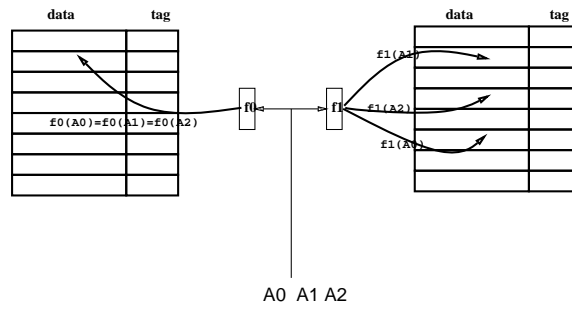 data tag
data tag
f1(A1)
f0 f1
f1(A2)
f0(A0)=f0(A1)=f0(A2)
f1(A0)
A0 A1 A2